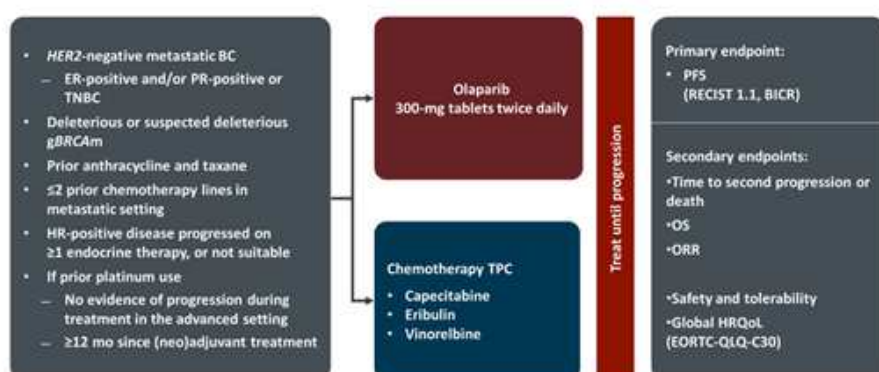 • HER2-negative metastatic BC
— ER-positive and/or PR-positive or
TNBC
• Deleterious or suspected deleterious
gBRCAm
• Prior anthracycline and taxane
• ≤2 prior chemotherapy lines in
metastatic setting
• HR-positive disease progressed on
≥1 endocrine therapy, or not suitable
• If prior platinum use
— No evidence of progression during
treatment in the advanced setting
— ≥12 mo since (neo)adjuvant treatment
Olaparib
300-mg tablets twice daily
Chemotherapy TPC
• Capecitabine
• Eribulin
• Vinorelbine
Treat until progression
Primary endpoint:
• PFS
(RECIST 1.1, BICR)
Secondary endpoints:
•Time to second progression or
death
•OS
•ORR
•Safety and tolerability
•Global HRQoL
(EORTC-QLQ-C30)